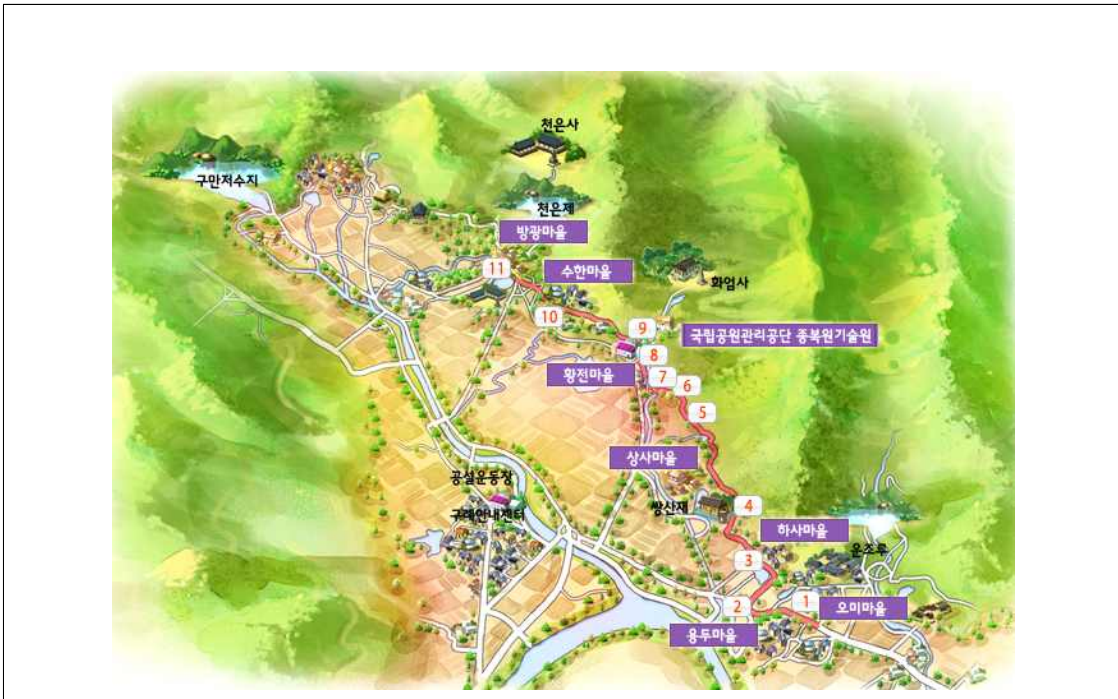 천은사
구만저수지
천은제
방광마을
11
수한마을
화엄사
10
9
국립공원관리공단 종복원기술원
8
황전마을
7
6
5
상사마을
공설운동장
쌍산재
4
구례안내센터
하사마을
운조루
3
2
1
오미마을
용두마을